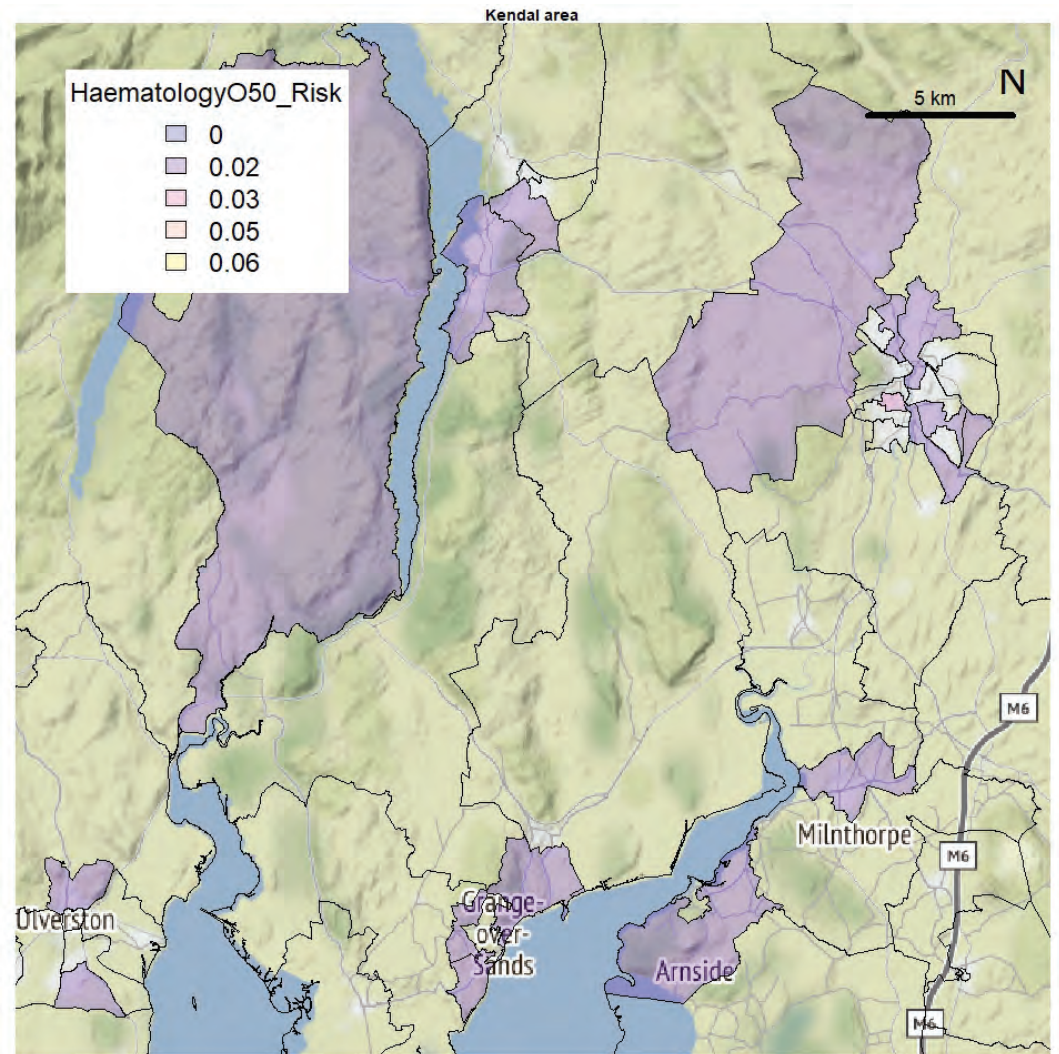 Kendal area
HaematologyO50_Risk
0
0.02
0.03
0.05
0.06
N
5 km
M6
Milnthorpe
M6
Grange-
over-
Sands
Ulverston
Arnside
M6